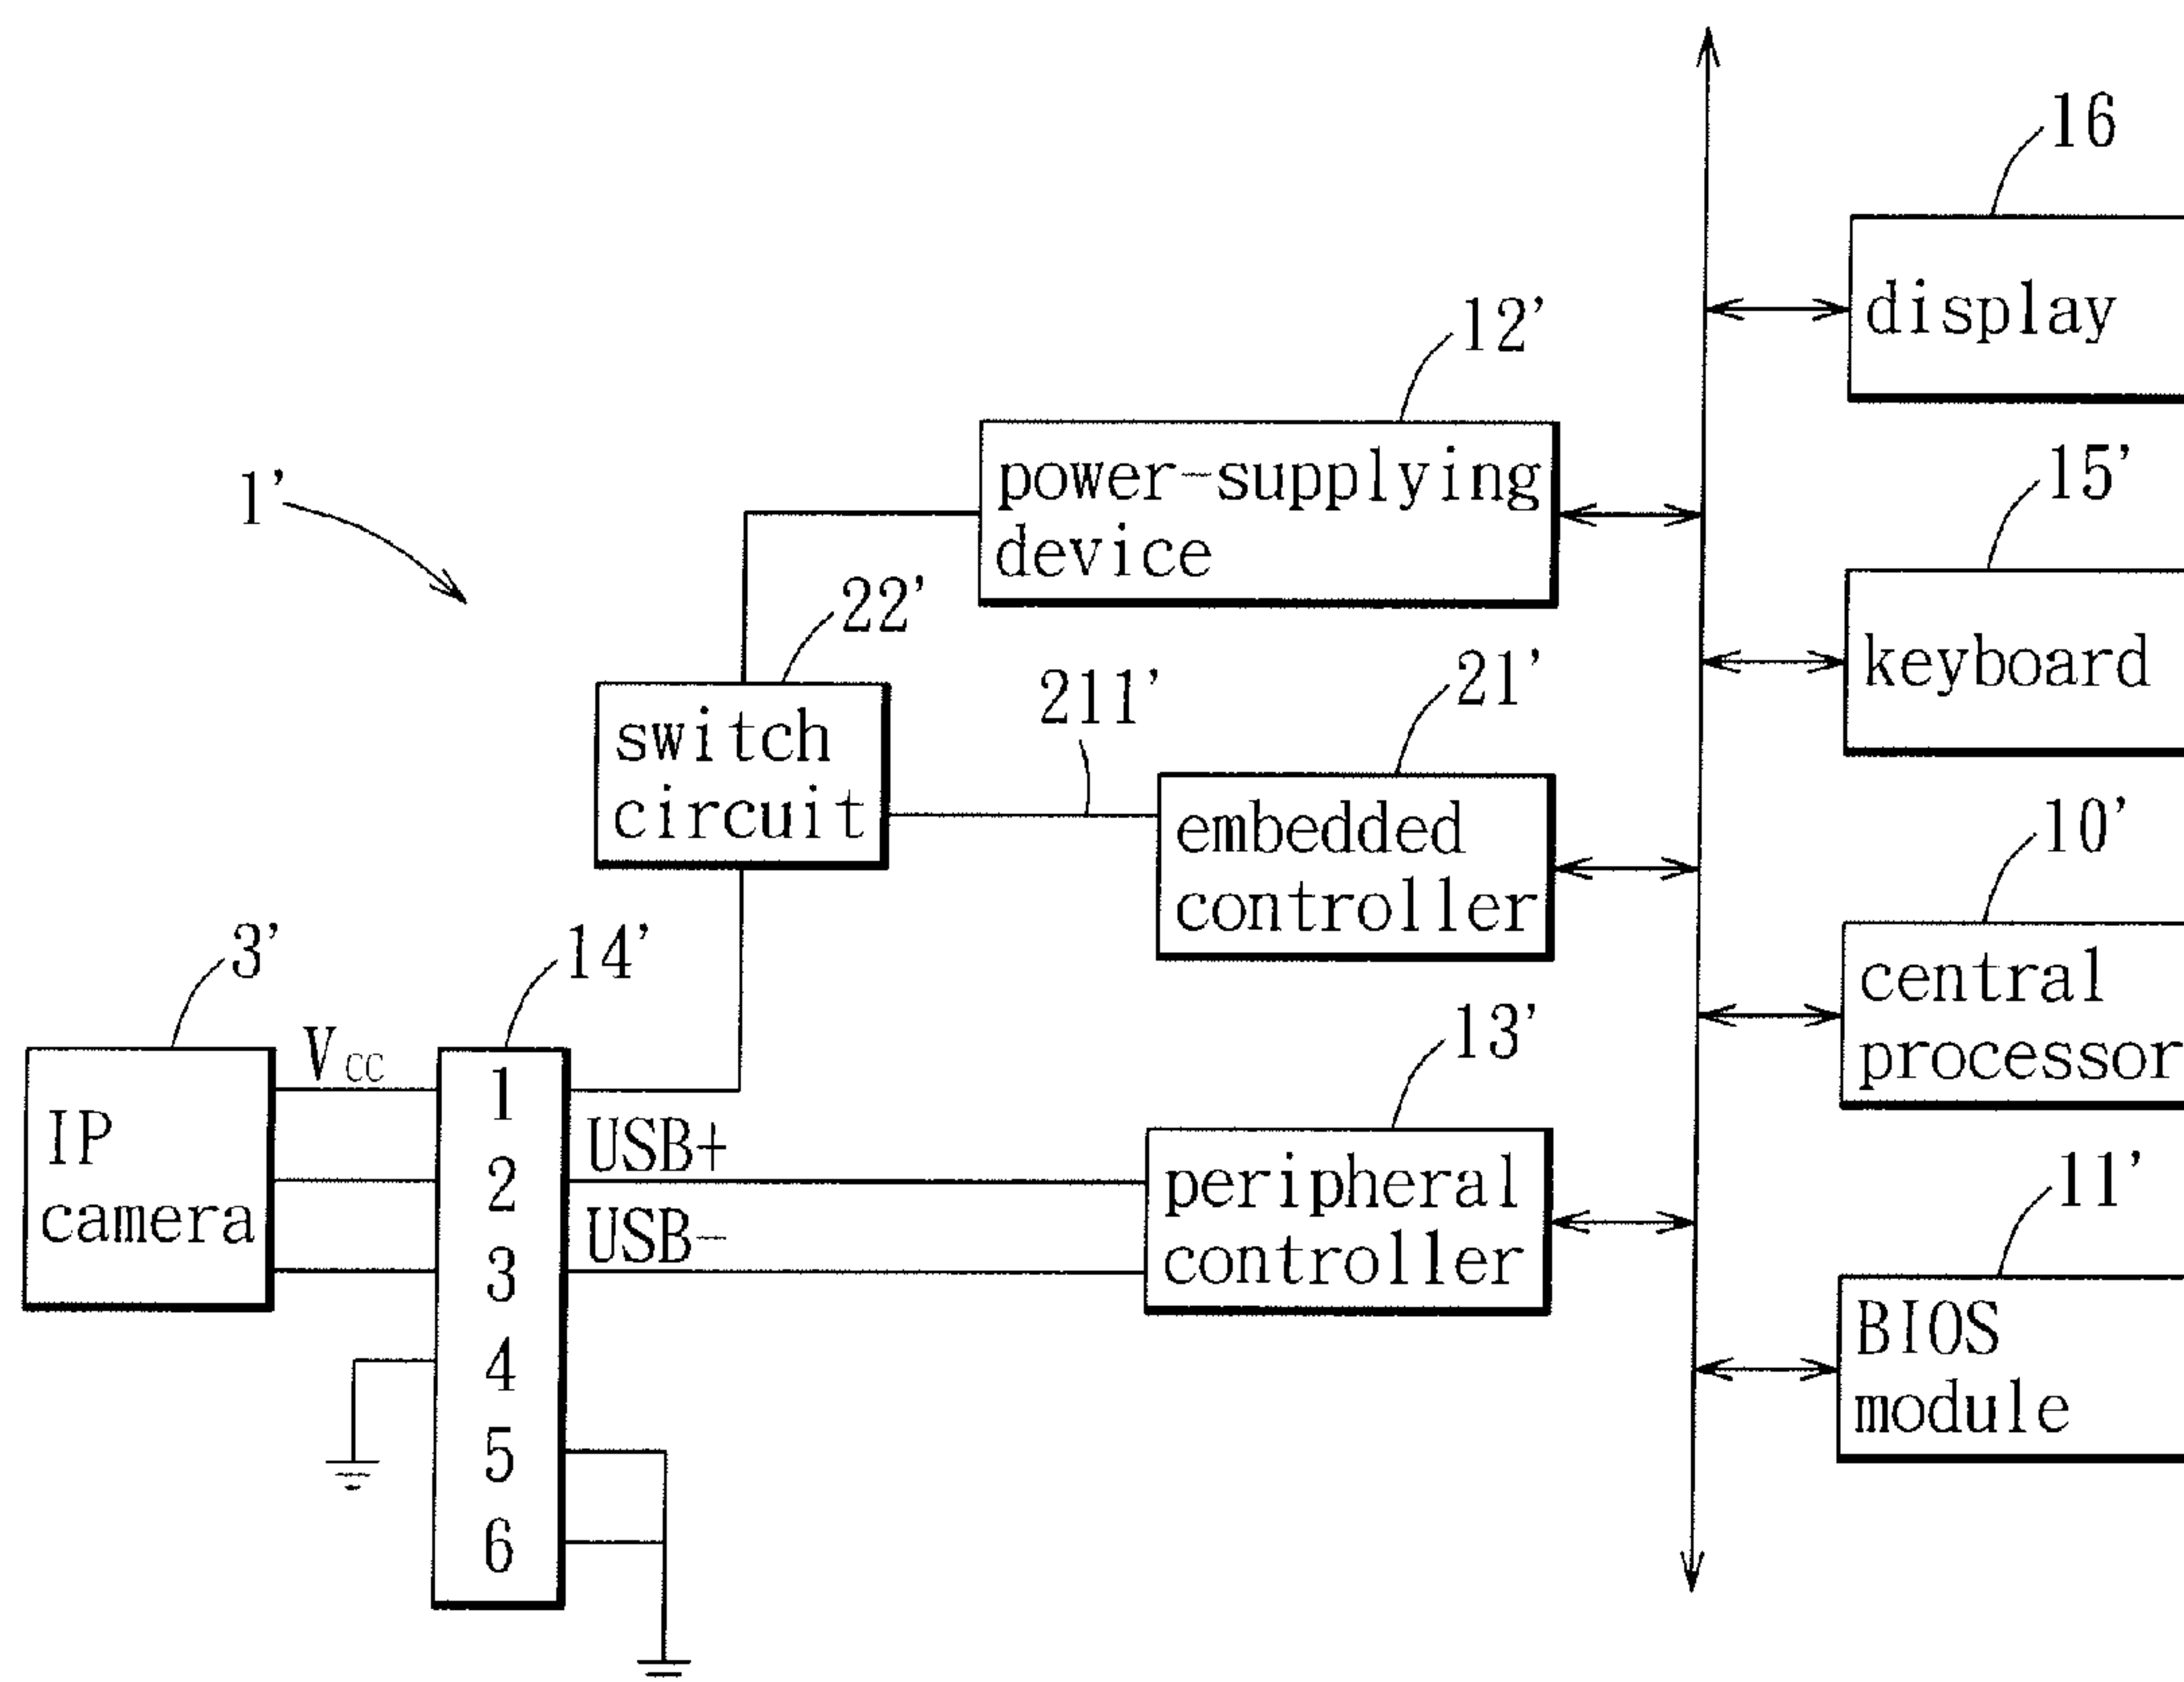 16
display
12'
power-supplying
device
15'
keyboard
1'
22'
switch
circuit
211'
21'
embedded
controller
10'
central
processor
3'
14'
13'
IP
camera
Vcc
1
2
3
4
5
6
USB+
USB-
peripheral
controller
11'
BIOS
module